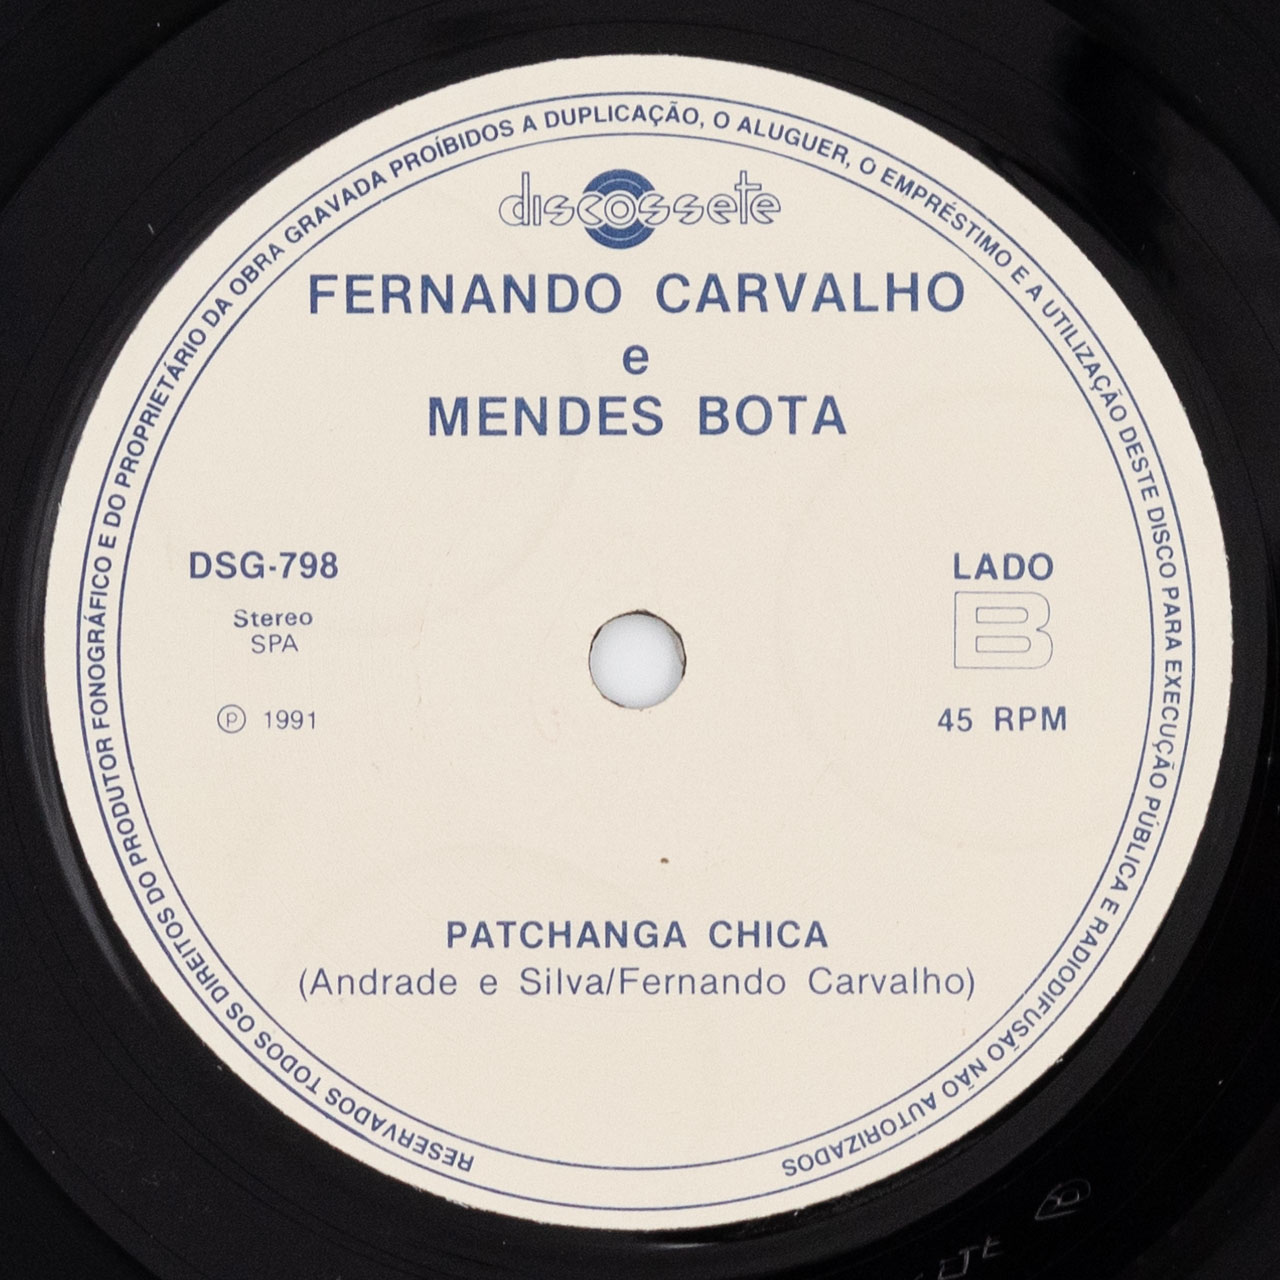 RESERVADOS TODOS OS DIREITOS DO PRODUTOR FONOGRÁFICO E DO PROPRIETÁRIO DA OBRA GRAVADA PROÍBIDOS A DUPLICAÇÃO, O ALUGUER, O EMPRÉSTIMO E A UTILIZAÇÃO DESTE DISCO PARA EXECUÇÃO PÚBLICA E RADIODIFUSÃO NÃO AUTORIZADOS
discossete
FERNANDO CARVALHO
e
MENDES BOTA
DSG-798
Stereo
SPA
Ⓟ 1991
LADO
B
45 RPM
PATCHANGA CHICA
(Andrade e Silva/Fernando Carvalho)